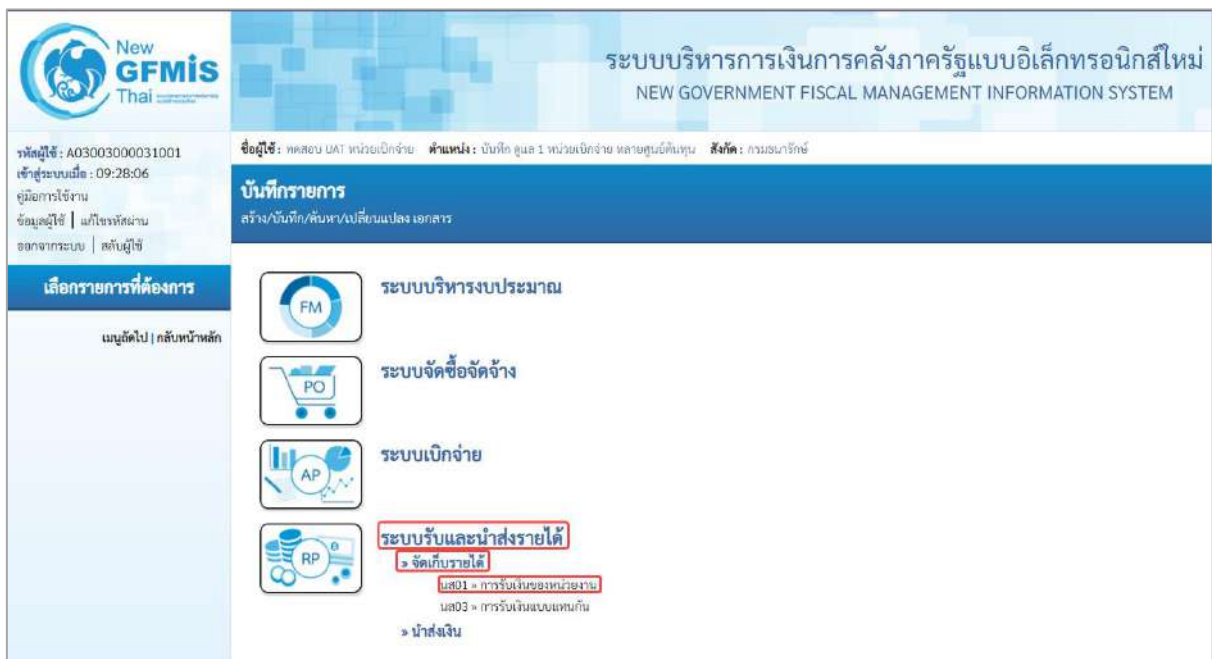 New
GFMIS
Thai
ระบบบริหารการเงินการคลังภาครัฐแบบอิเล็กทรอนิกส์ใหม่
NEW GOVERNMENT FISCAL MANAGEMENT INFORMATION SYSTEM
รหัสผู้ใช้ : A03003000031001
เข้าสู่ระบบเมื่อ : 09:28:06
คู่มือการใช้งาน
ข้อมูลผู้ใช้ | แก้ไขรหัสผ่าน
ออกจากระบบ | สลับผู้ใช้
ชื่อผู้ใช้ : ทดสอบ UAT หน่วยเบิกจ่าย ตำแหน่ง : บันทึก ดูแล 1 หน่วยเบิกจ่าย หลายศูนย์ต้นทุน สังกัด : กรมธนารักษ์
บันทึกรายการ
สร้าง/บันทึก/ค้นหา/เปลี่ยนแปลง เอกสาร
เลือกรายการที่ต้องการ
เมนูถัดไป | กลับหน้าหลัก
FM
ระบบบริหารงบประมาณ
PO
ระบบจัดซื้อจัดจ้าง
AP
ระบบเบิกจ่าย
RP
ระบบรับและนำส่งรายได้
» จัดเก็บรายได้
นส01 » การรับเงินของหน่วยงาน
นส03 » การรับเงินแบบแทนกัน
» นำส่งเงิน